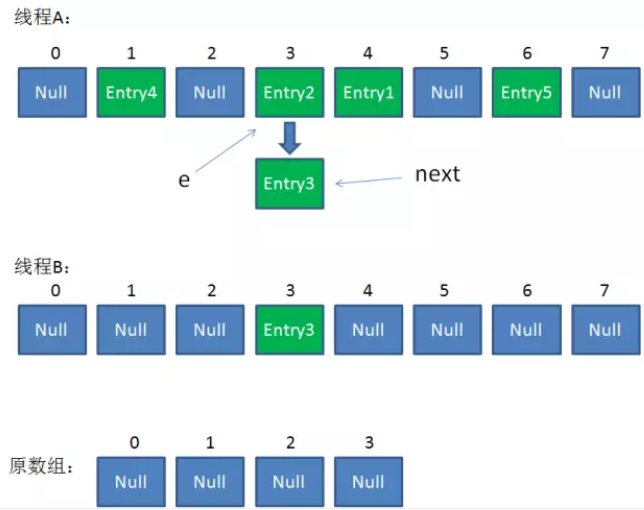 线程A：
0 1 2 3 4 5 6 7
Null Entry4 Null Entry2 Entry1 Null Entry5 Null
e Entry3 next
线程B：
0 1 2 3 4 5 6 7
Null Null Null Entry3 Null Null Null Null
0 1 2 3
原数组： Null Null Null Null